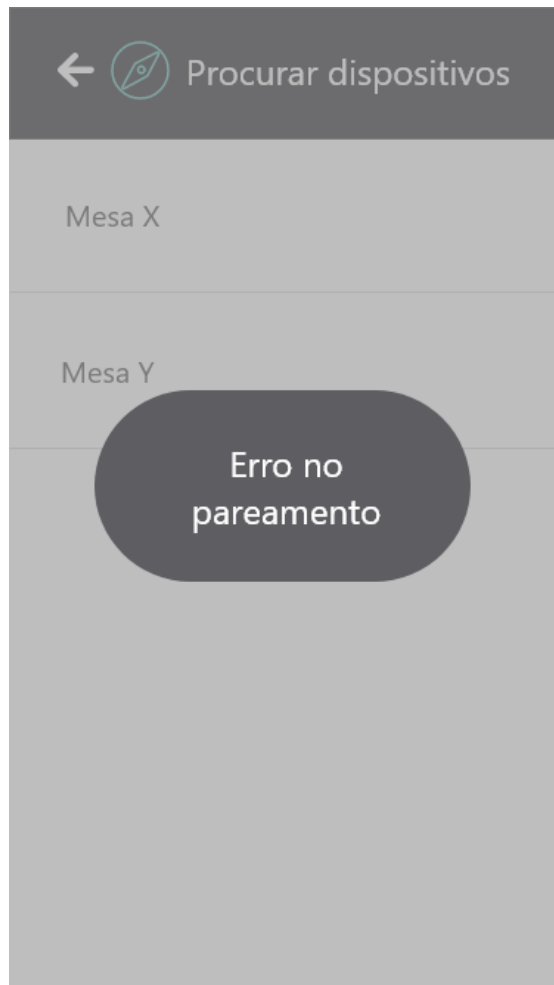 Procurar dispositivos
Mesa X
Mesa Y
Erro no
pareamento